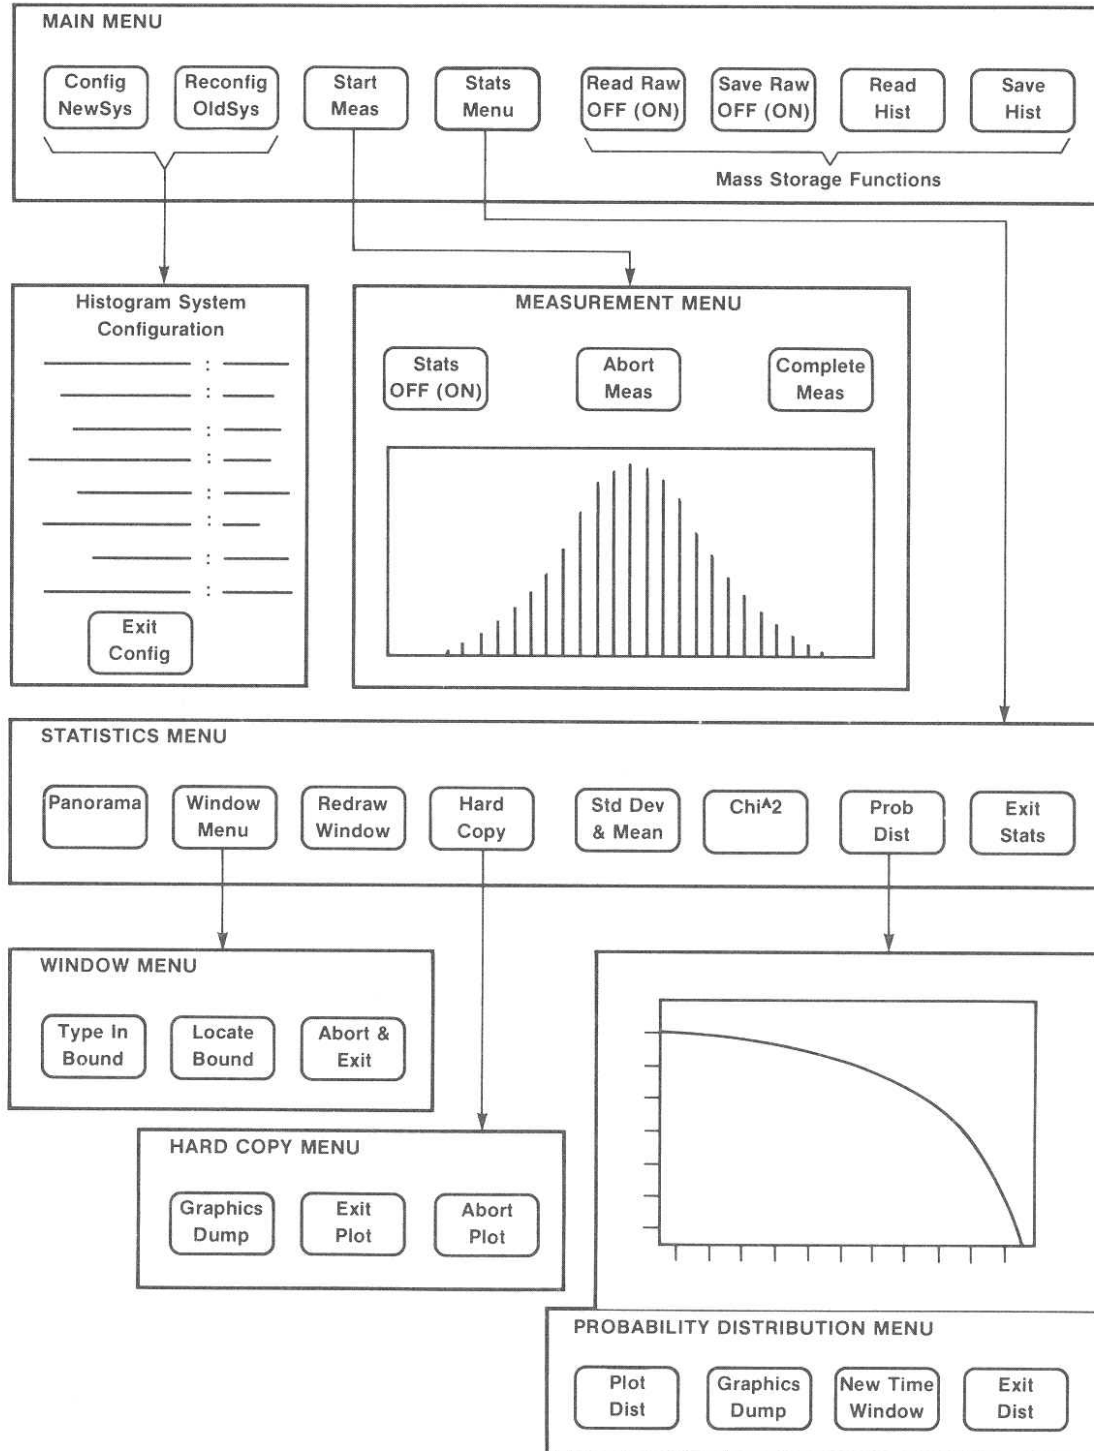 MAIN MENU
Config NewSys
Reconfig OldSys
Start Meas
Stats Menu
Read Raw OFF (ON)
Save Raw OFF (ON)
Read Hist
Save Hist
Mass Storage Functions
Histogram System
Configuration
:
:
:
:
:
:
:
:
Exit Config
MEASUREMENT MENU
Stats OFF (ON)
Abort Meas
Complete Meas
STATISTICS MENU
Panorama
Window Menu
Redraw Window
Hard Copy
Std Dev & Mean
Chi^2
Prob Dist
Exit Stats
WINDOW MENU
Type In Bound
Locate Bound
Abort & Exit
HARD COPY MENU
Graphics Dump
Exit Plot
Abort Plot
PROBABILITY DISTRIBUTION MENU
Plot Dist
Graphics Dump
New Time Window
Exit Dist